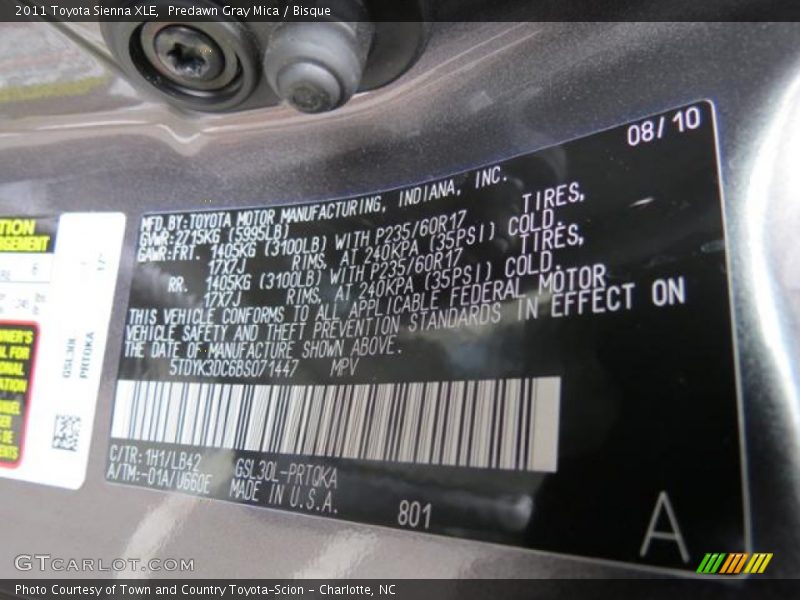 2011 Toyota Sienna XLE,  Predawn Gray Mica / Bisque
08/ 10
MFD. BY: TOYOTA MOTOR MANUFACTURING, INDIANA, INC.
GVWR: 2715KG (5995LB)
GAWR: FRT. 1405KG (3100LB) WITH P235/60R17 TIRES,
17X7J RIMS, AT 240KPA (35PSI) COLD.
RR. 1405KG (3100LB) WITH P235/60R17 TIRES,
17X7J RIMS, AT 240KPA (35PSI) COLD.
THIS VEHICLE CONFORMS TO ALL APPLICABLE FEDERAL MOTOR
VEHICLE SAFETY AND THEFT PREVENTION STANDARDS IN EFFECT ON
THE DATE OF MANUFACTURE SHOWN ABOVE.
5TDYK3DC6BS071447 MPV
C/TR: 1H1/LB42 GSL30L-PRTQKA
A/TM: -01A/U660E MADE IN U.S.A.
801
A
GSL30L
PRTQKA
GTCARLOT.COM
Photo Courtesy of Town and Country Toyota-Scion - Charlotte, NC